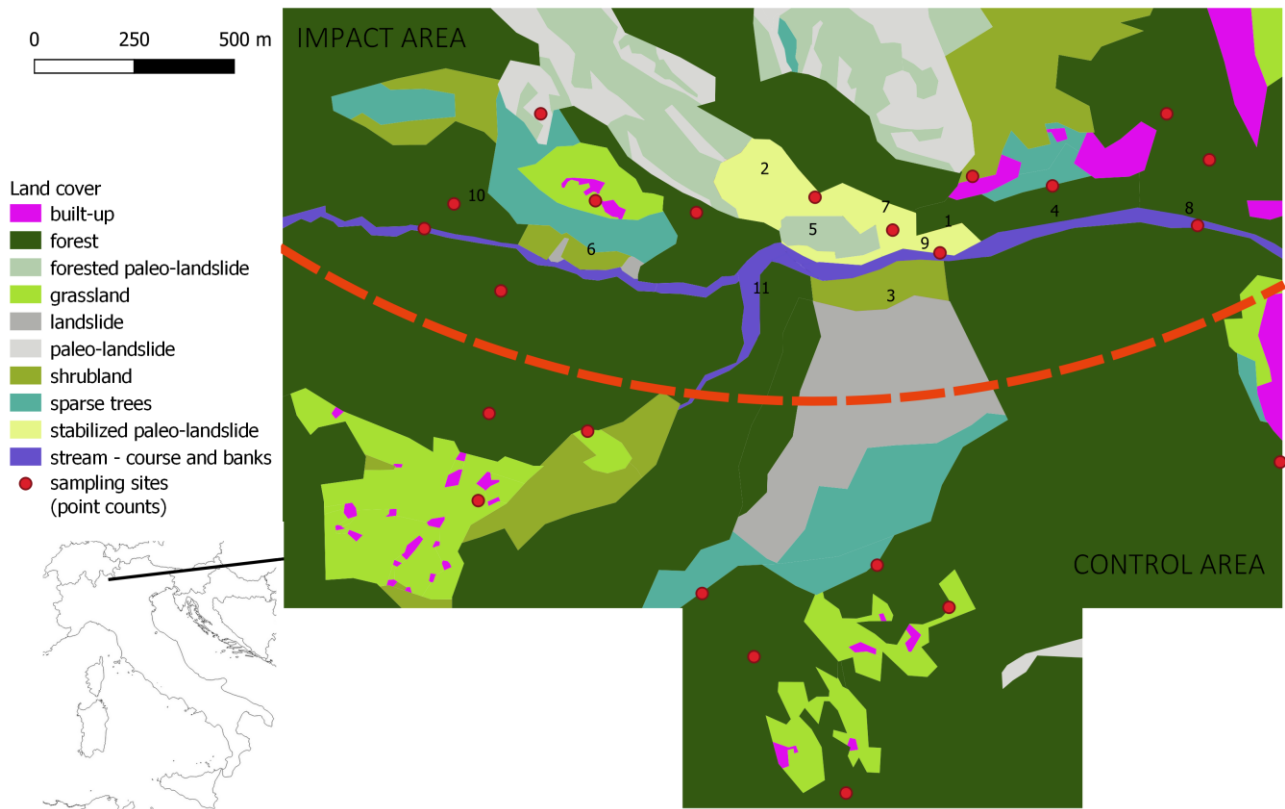 0 250 500 m
IMPACT AREA
Land cover
built-up
forest
forested paleo-landslide
grassland
landslide
paleo-landslide
shrubland
sparse trees
stabilized paleo-landslide
stream - course and banks
sampling sites
(point counts)
2
10
7
1
4
8
5
6
9
11
3
CONTROL AREA